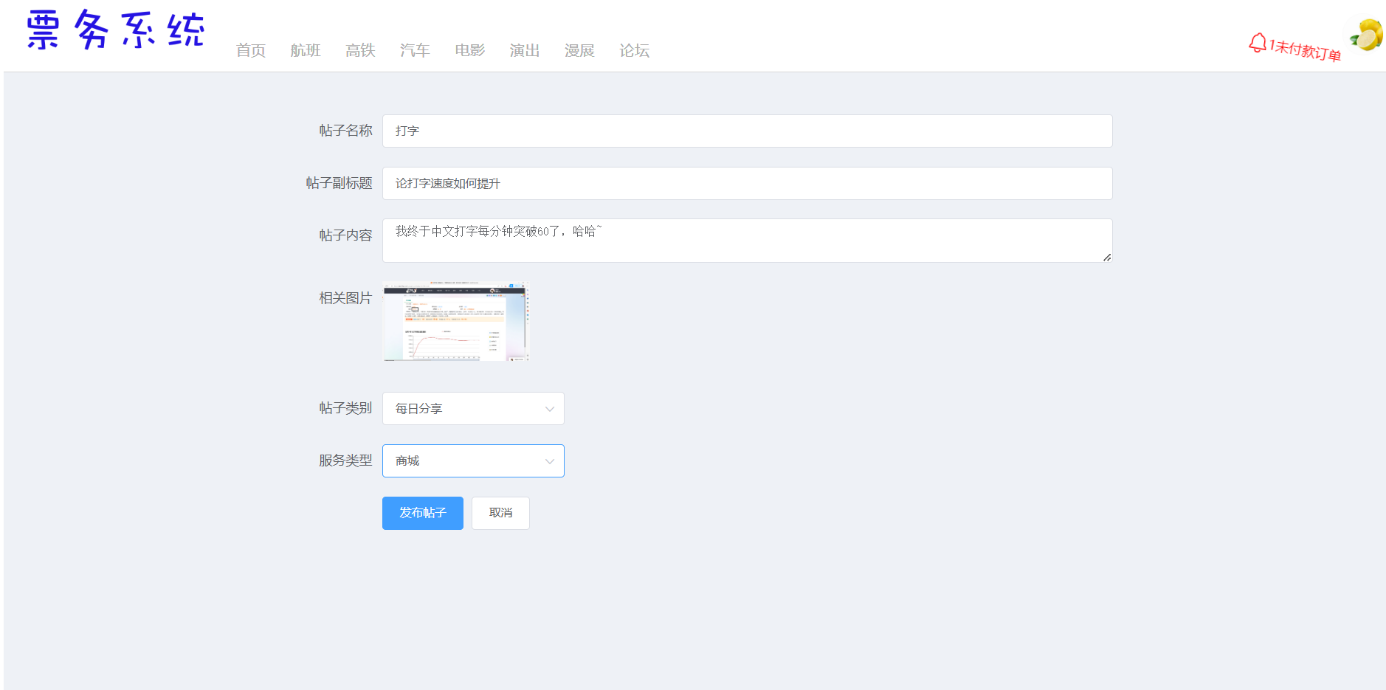 票务系统
首页 航班 高铁 汽车 电影 演出 漫展 论坛
1未付款订单
帖子名称 打字
帖子副标题 论打字速度如何提升
帖子内容 我终于中文打字每分钟突破60了，哈哈~
相关图片
帖子类别 每日分享
服务类型 商城
发布帖子 取消